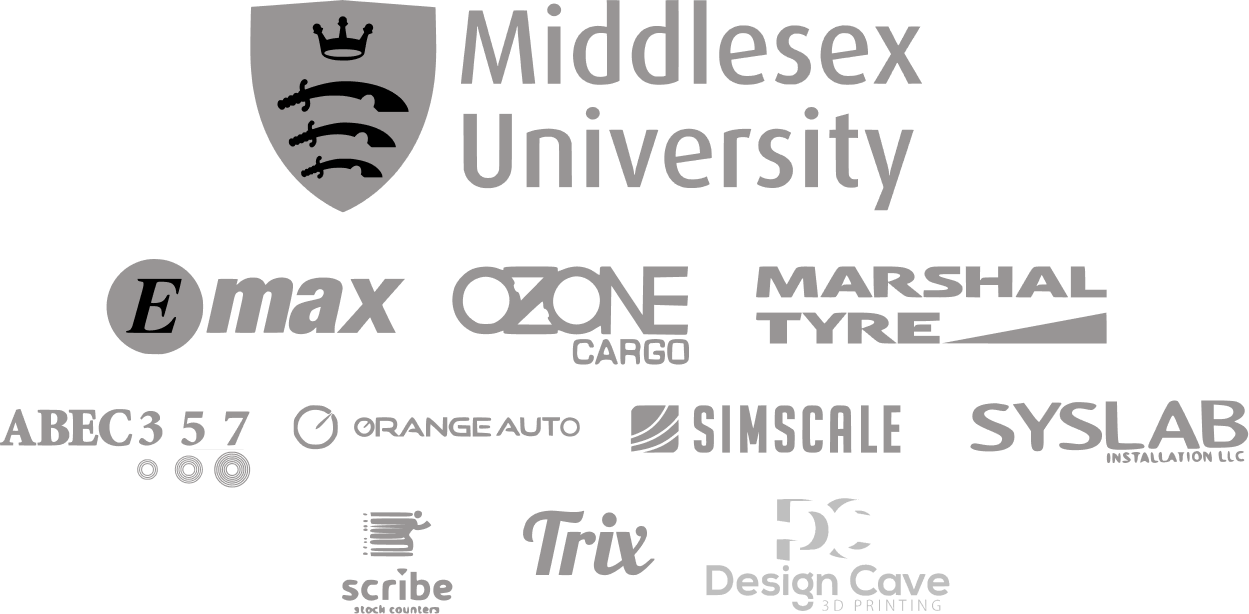 Middlesex
University
Emax
OZONE
CARGO
MARSHAL
TYRE
ABEC 3 5 7
ORANGE AUTO
SIMSCALE
SYSLAB
INSTALLATION LLC
scribe
stock counters
Trix
DC
Design Cave
3D PRINTING